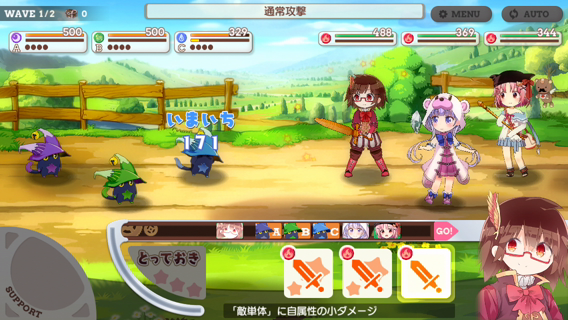 WAVE 1/2 0
通常攻撃
MENU
AUTO
500
A
500
B
329
C
488
369
344
いまいち
171
A B C GO!
とっておき
SUPPORT
「敵単体」に自属性の小ダメージ